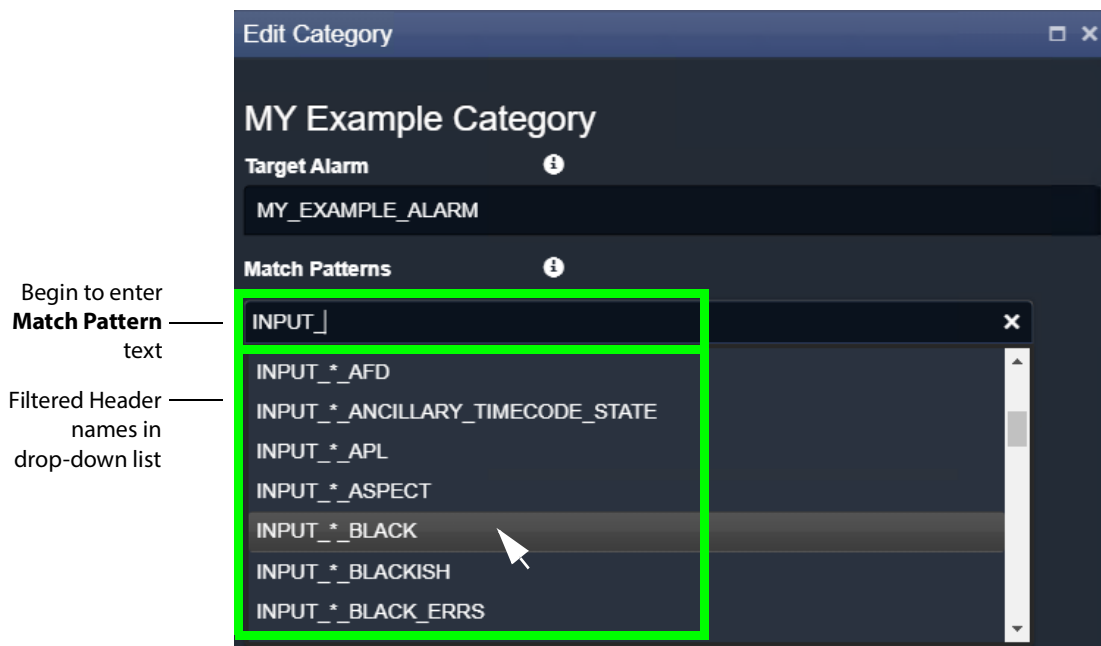 Edit Category
MY Example Category
Target Alarm
MY_EXAMPLE_ALARM
Match Patterns
Begin to enter
Match Pattern
text
INPUT_
Filtered Header
names in
drop-down list
INPUT_*_AFD
INPUT_*_ANCILLARY_TIMECODE_STATE
INPUT_*_APL
INPUT_*_ASPECT
INPUT_*_BLACK
INPUT_*_BLACKISH
INPUT_*_BLACK_ERRS